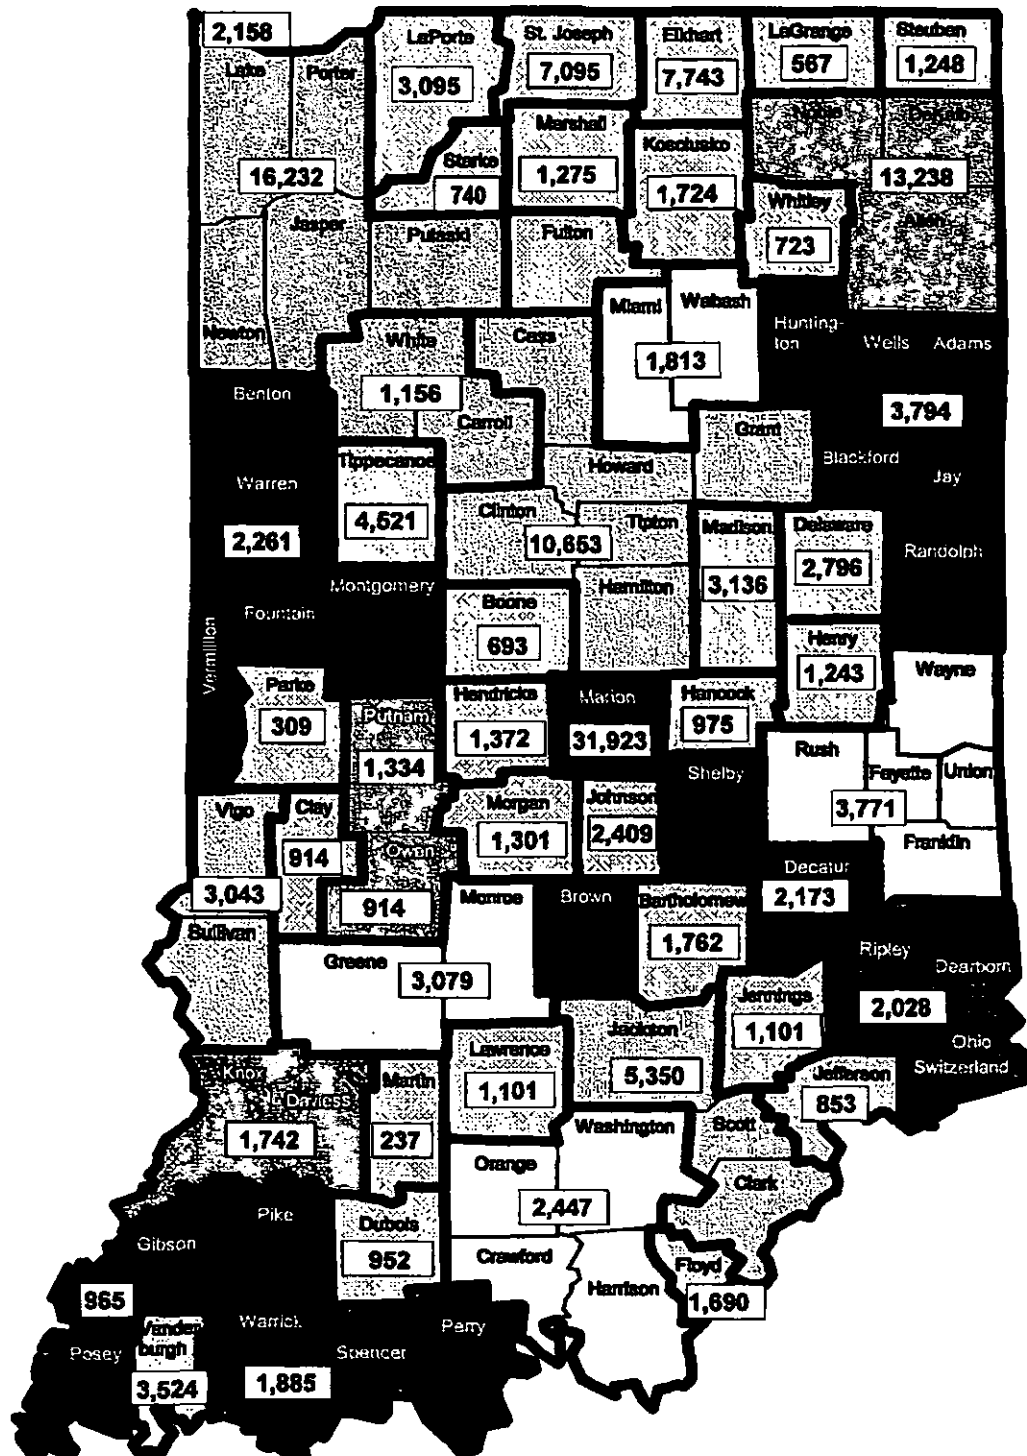 2,158
LaPorte
St. Joseph
Elkhart
LaGrange
Steuben
3,095
7,095
7,743
567
1,248
Lake
Porter
Noble
DeKalb
Marshall
Kosciusko
Starke
16,232
740
1,275
1,724
13,238
Whitley
Allen
723
Jasper
Pulaski
Fulton
Miami
Wabash
Newton
White
Cass
Hunting-
ton
Wells
Adams
1,813
Benton
1,156
3,794
Carroll
Grant
Tippecanoe
Howard
Blackford
Jay
Warren
4,521
Clinton
Tipton
Madison
Delaware
2,261
10,653
Randolph
2,796
Montgomery
Hamilton
3,136
Fountain
Boone
Vermillion
693
Henry
1,243
Wayne
Parke
Hendricks
Marion
Hancock
309
Putnam
1,372
31,923
975
Rush
1,334
Shelby
Fayette
Union
Vigo
Clay
Morgan
Johnson
3,771
914
1,301
2,409
Franklin
Owen
Decatur
3,043
914
Monroe
Brown
Bartholomew
2,173
Sullivan
1,762
Greene
3,079
Ripley
Dearborn
Jennings
2,028
Jackson
1,101
Ohio
Lawrence
Switzerland
Knox
Daviess
Martin
1,101
5,350
Jefferson
853
1,742
237
Washington
Scott
Orange
Clark
Pike
Dubois
2,447
Gibson
952
Crawford
Floyd
Harrison
965
1,690
Vander
burgh
Warrick
Perry
Posey
Spencer
3,524
1,885